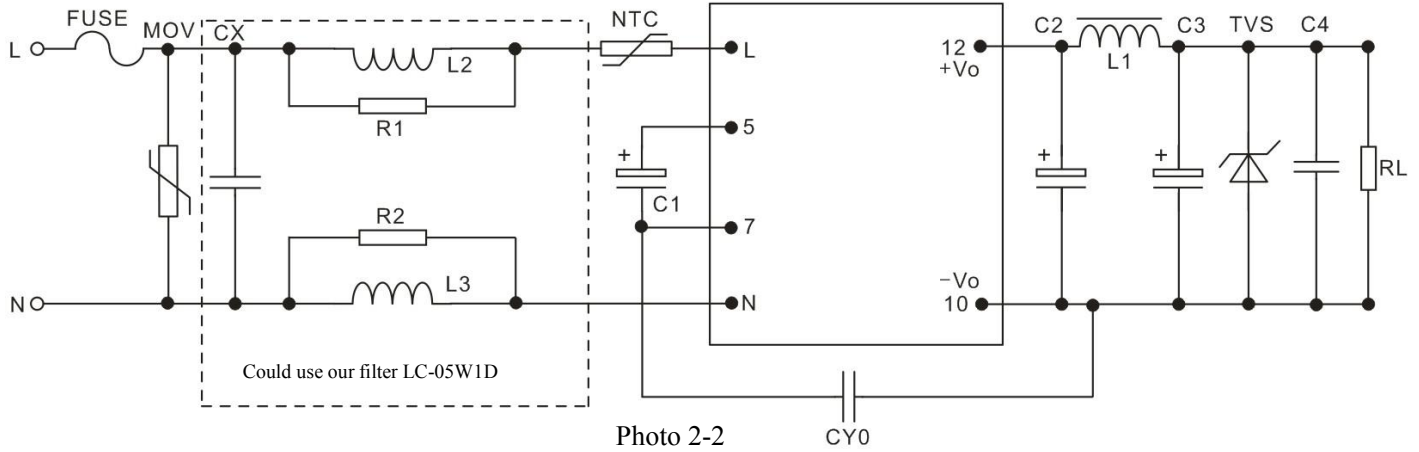 FUSE
MOV
CX
L
L2
R1
NTC
L
5
+
C1
7
R2
L3
N
N
12
+Vo
C2
L1
C3
TVS
C4
+
+
RL
−Vo
10
Could use our filter LC-05W1D
Photo 2-2
CY0